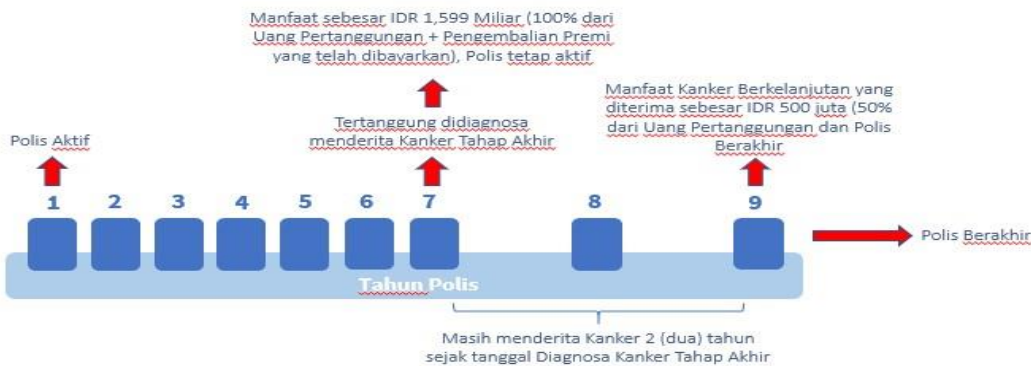 Manfaat sebesar IDR 1,599 Miliar (100% dari
Uang Pertanggungan + Pengembalian Premi
yang telah dibayarkan), Polis tetap aktif
Manfaat Kanker Berkelanjutan yang
diterima sebesar IDR 500 juta (50%
dari Uang Pertanggungan dan Polis
Berakhir
Tertanggung didiagnosa
menderita Kanker Tahap Akhir
Polis Aktif
1 2 3 4 5 6 7 8 9
Polis Berakhir
Tahun Polis
Masih menderita Kanker 2 (dua) tahun
sejak tanggal Diagnosa Kanker Tahap Akhir